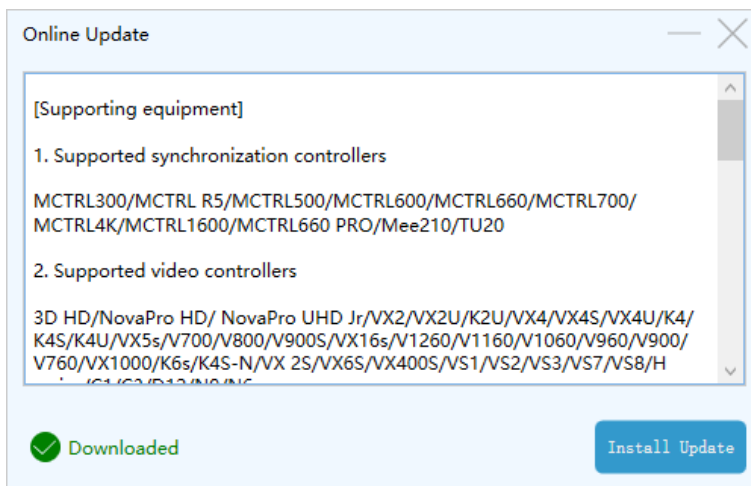 Online Update
[Supporting equipment]
1. Supported synchronization controllers
MCTRL300/MCTRL R5/MCTRL500/MCTRL600/MCTRL660/MCTRL700/
MCTRL4K/MCTRL1600/MCTRL660 PRO/Mee210/TU20
2. Supported video controllers
3D HD/NovaPro HD/ NovaPro UHD Jr/VX2/VX2U/K2U/VX4/VX4S/VX4U/K4/
K4S/K4U/VX5s/V700/V800/V900S/VX16s/V1260/V1160/V1060/V960/V900/
V760/VX1000/K6s/K4S-N/VX 2S/VX6S/VX400S/VS1/VS2/VS3/VS7/VS8/H
Downloaded
Install Update